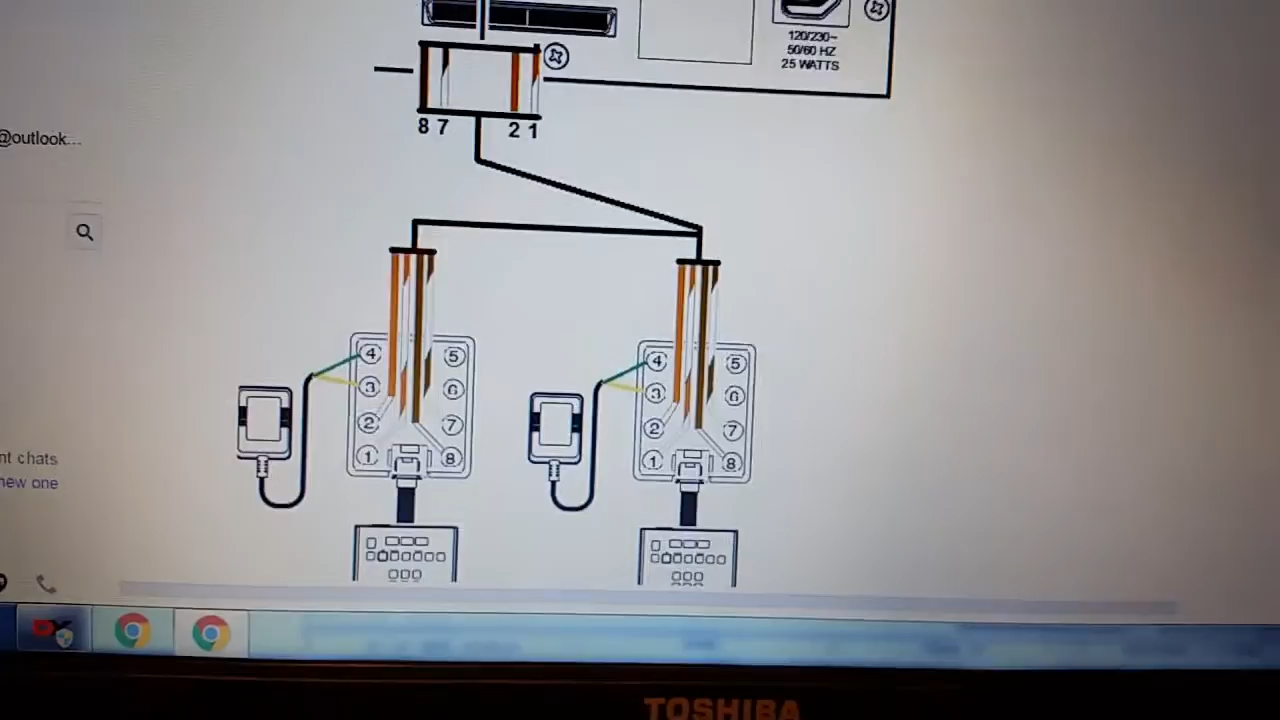 120/230~
50/60 HZ
25 WATTS
8 7 2 1
@outlook...
4 5
3 6
2 7
1 8
4 5
3 6
2 7
1 8
nt chats
new one
DX
TOSHIBA